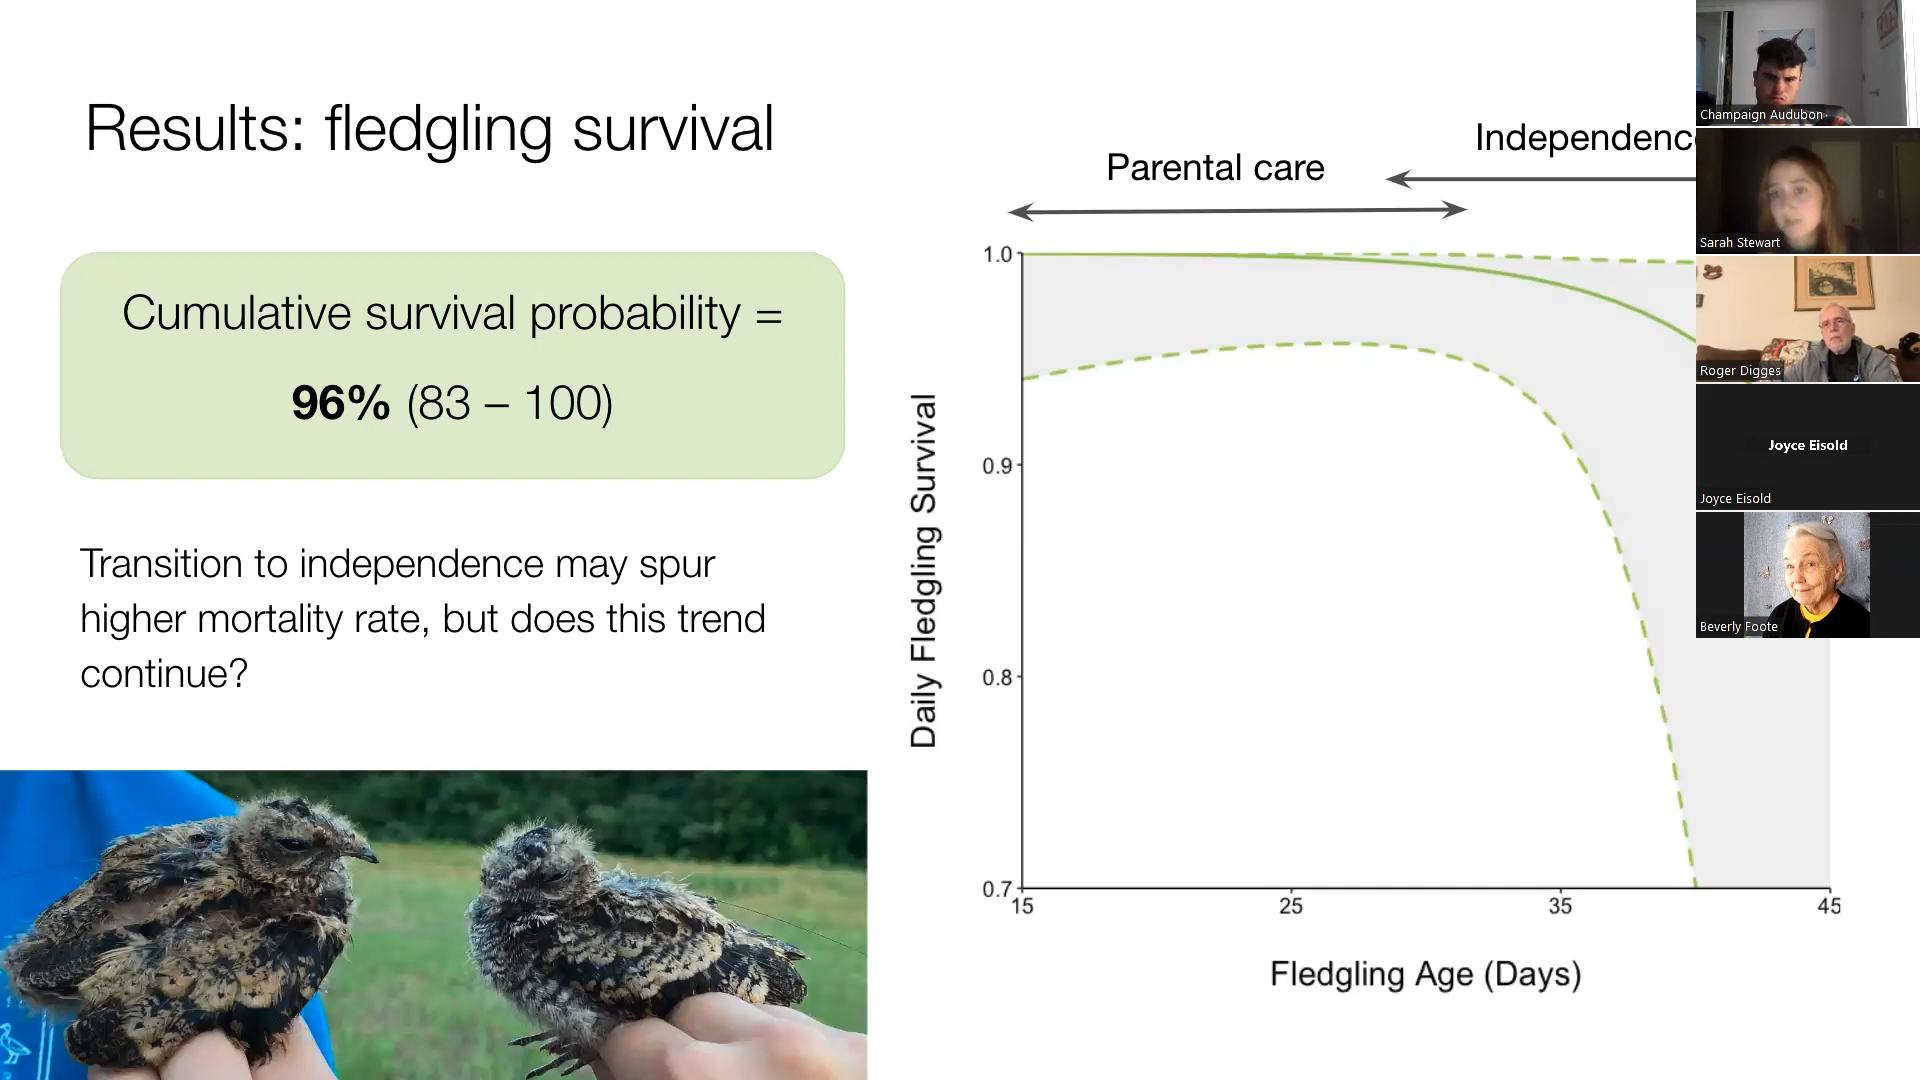 Results: fledgling survival
Cumulative survival probability =
96% (83 – 100)
Transition to independence may spur
higher mortality rate, but does this trend
continue?
Parental care
Independenc
1.0
0.9
0.8
0.7
Daily Fledgling Survival
15
25
35
45
Fledgling Age (Days)
Champaign Audubon
Sarah Stewart
Roger Digges
Joyce Eisold
Joyce Eisold
Beverly Foote